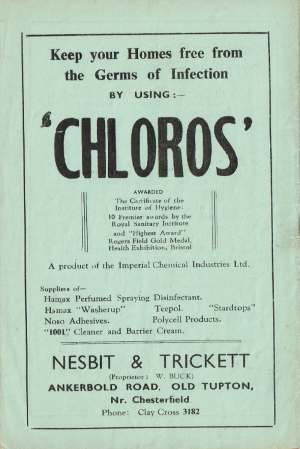 Keep your Homes free from
the Germs of Infection
BY USING :—
'CHLOROS'
AWARDED
The Certificate of the
Institute of Hygiene:
10 Premier awards by the
Royal Sanitary Institute
and "Highest Award"
Rogers Field Gold Medal,
Health Exhibition, Bristol
A product of the Imperial Chemical Industries Ltd.
Suppliers of—
Hamax Perfumed Spraying Disinfectant.
Hamax "Washerup" Teepol. "Stardrops"
Noso Adhesives. Polycell Products.
"1001" Cleaner and Barrier Cream.
NESBIT & TRICKETT
(Proprietor: W. BUCK)
ANKERBOLD ROAD, OLD TUPTON,
Nr. Chesterfield.
Phone: Clay Cross 3182